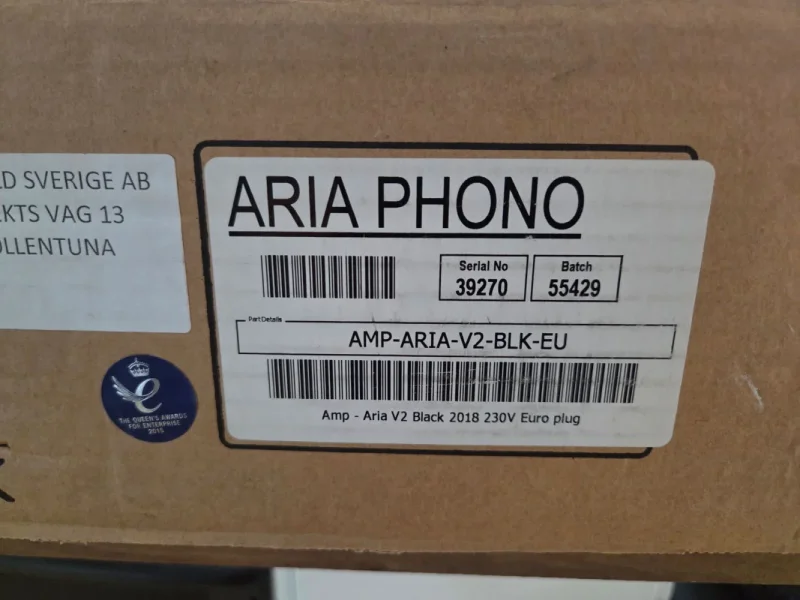 LD SVERIGE AB
KTS VAG 13
OLLENTUNA
ARIA PHONO
Serial No
39270
Batch
55429
Part Details
AMP-ARIA-V2-BLK-EU
Amp - Aria V2 Black 2018 230V Euro plug
THE QUEEN'S AWARDS
FOR ENTERPRISE
2015